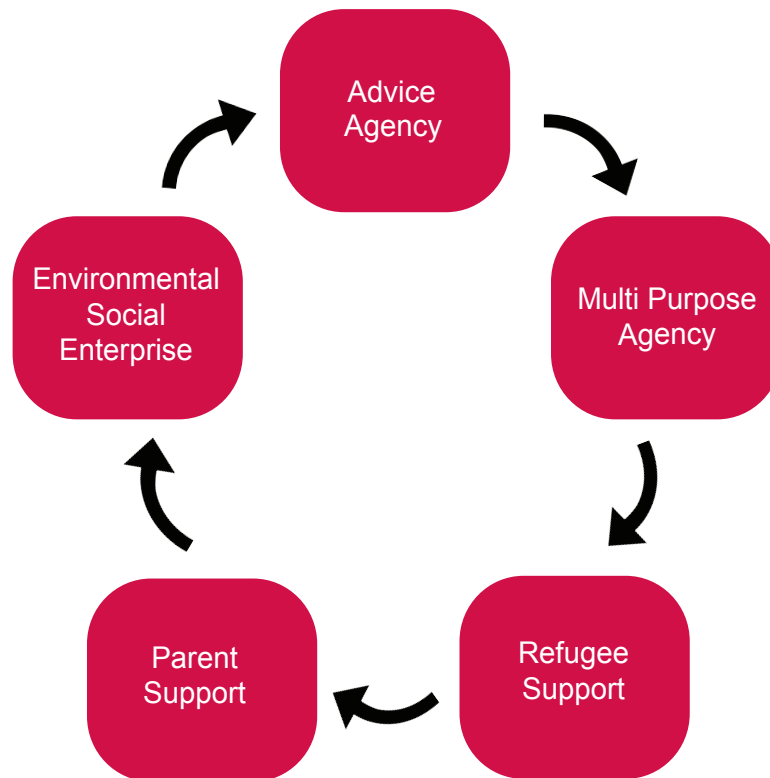 Advice
Agency
Multi Purpose
Agency
Refugee
Support
Parent
Support
Environmental
Social
Enterprise